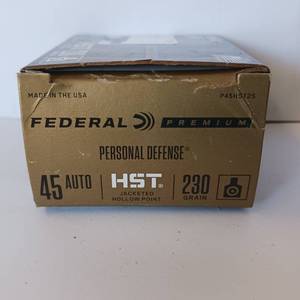 MADE IN THE USA P45HST2S
FEDERAL PREMIUM
PERSONAL DEFENSE®
45 AUTO HST® 230 GRAIN
JACKETED
HOLLOW POINT